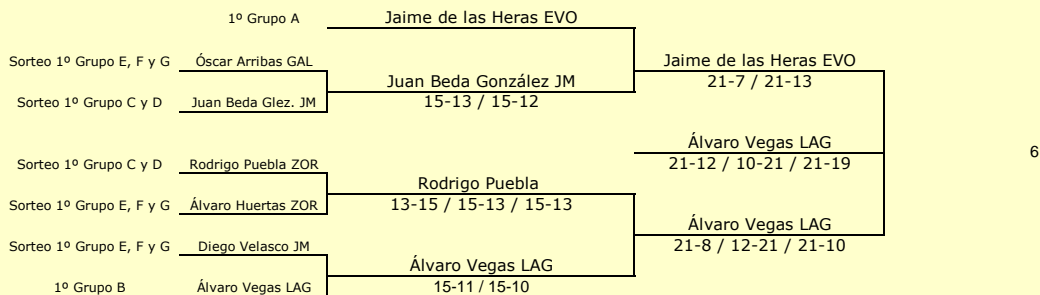 1º Grupo A
Jaime de las Heras EVO
Sorteo 1º Grupo E, F y G
Óscar Arribas GAL
Jaime de las Heras EVO
Juan Beda González JM
21-7 / 21-13
Sorteo 1º Grupo C y D
Juan Beda Glez. JM
15-13 / 15-12
Álvaro Vegas LAG
6
Sorteo 1º Grupo C y D
Rodrigo Puebla ZOR
21-12 / 10-21 / 21-19
Rodrigo Puebla
Sorteo 1º Grupo E, F y G
Álvaro Huertas ZOR
13-15 / 15-13 / 15-13
Álvaro Vegas LAG
Sorteo 1º Grupo E, F y G
Diego Velasco JM
21-8 / 12-21 / 21-10
Álvaro Vegas LAG
1º Grupo B
Álvaro Vegas LAG
15-11 / 15-10